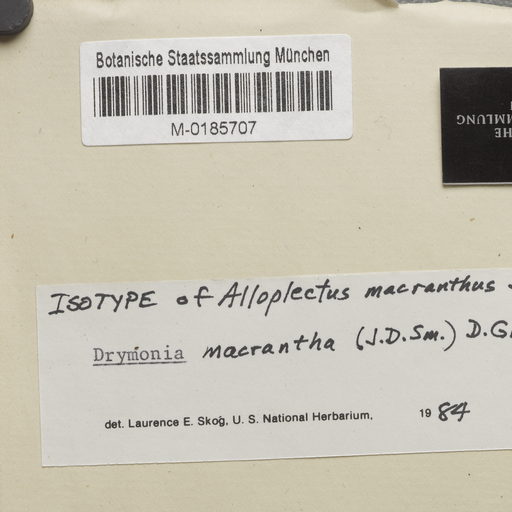 Botanische Staatssammlung München
M-0185707
ISOTYPE of Alloplectus macranthus
Drymonia macrantha (J.D.Sm.) D.
det. Laurence E. Skog, U. S. National Herbarium, 1984